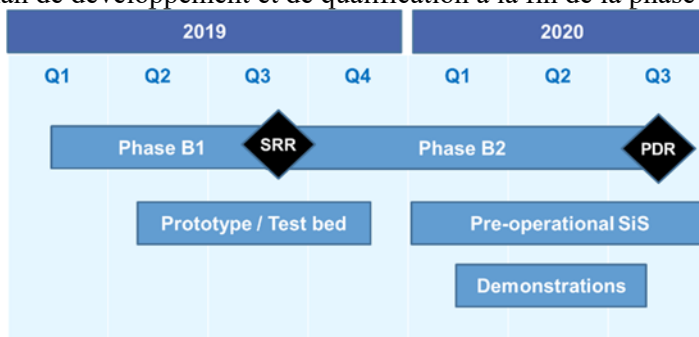 de développement et de qualification à la fin de la phase
2019 2020
Q1 Q2 Q3 Q4 Q1 Q2 Q3
Phase B1 SRR Phase B2 PDR
Prototype / Test bed Pre-operational SiS
Demonstrations